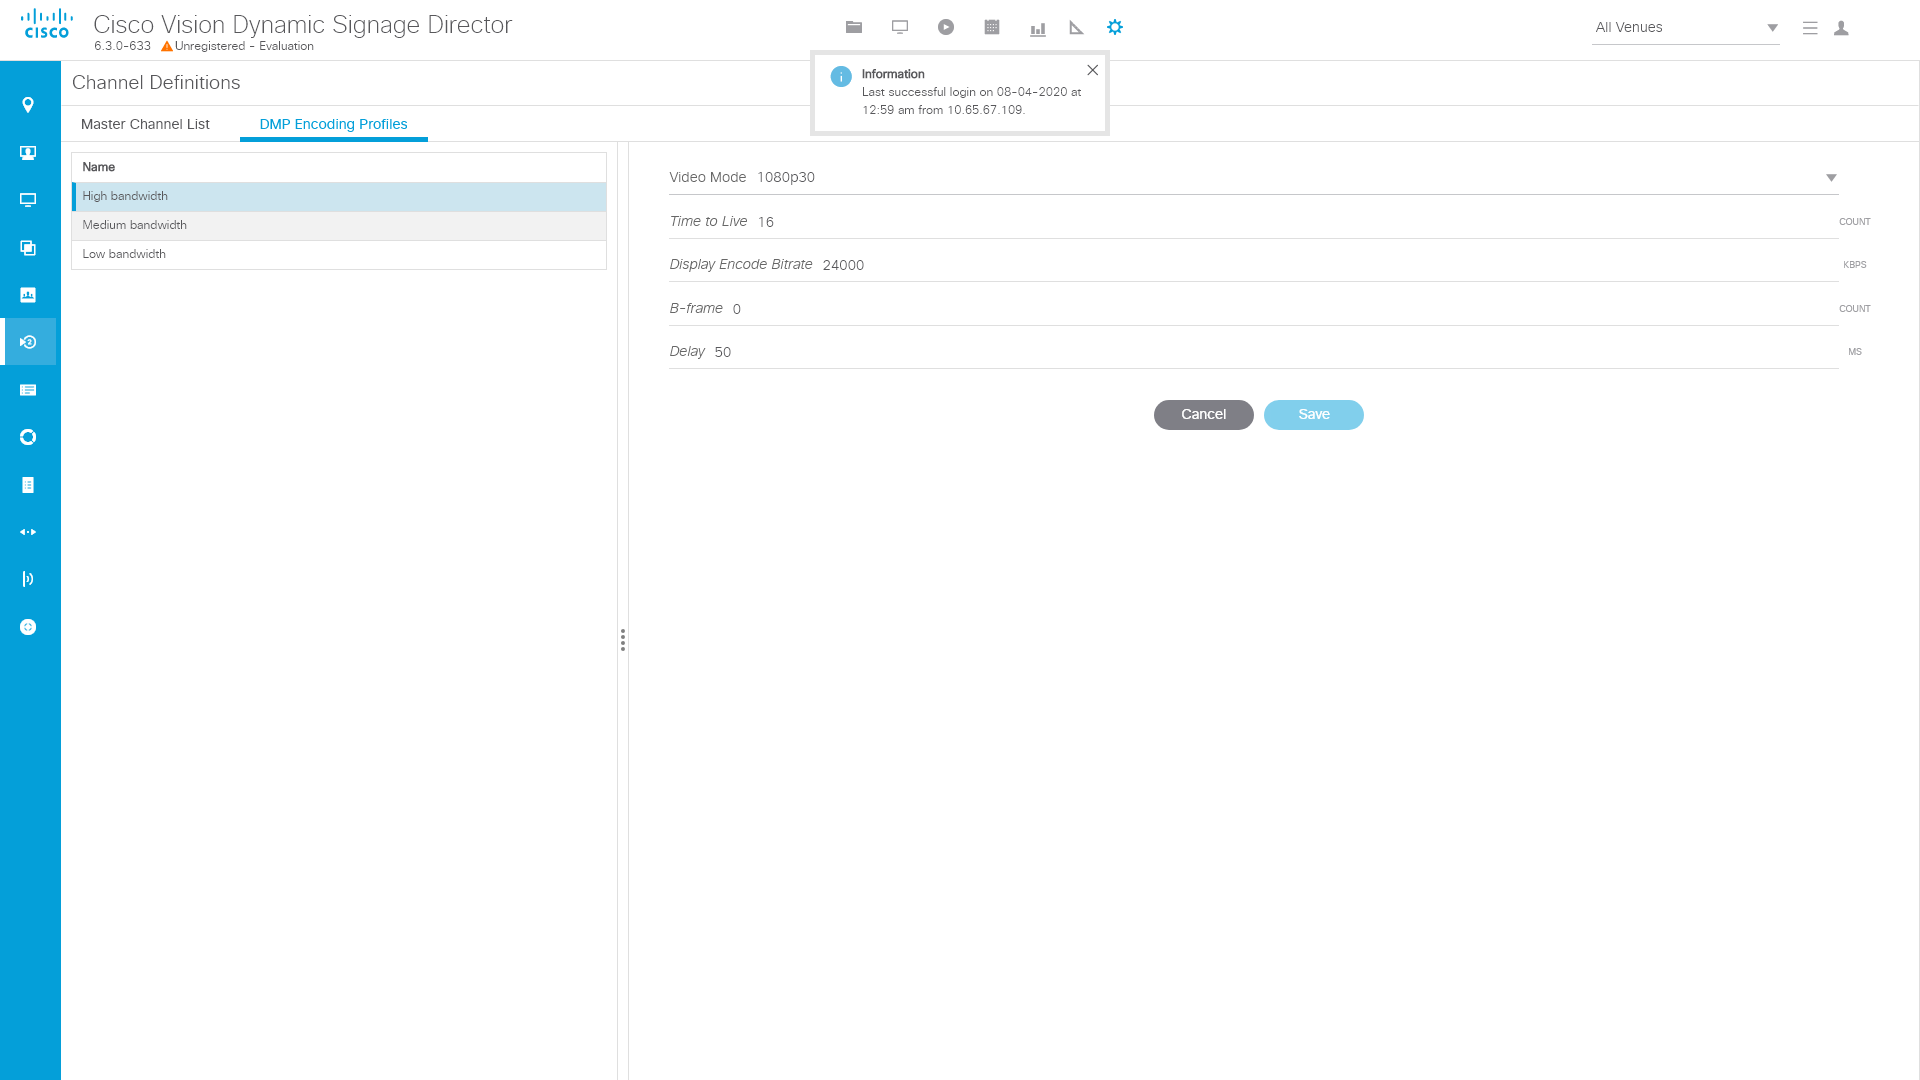 CISCO
Cisco Vision Dynamic Signage Director
6.3.0-633 Unregistered - Evaluation
All Venues
Channel Definitions
Information
Last successful login on 08-04-2020 at
12:59 am from 10.65.67.109.
Master Channel List DMP Encoding Profiles
Name
High bandwidth
Medium bandwidth
Low bandwidth
Video Mode 1080p30
Time to Live 16 COUNT
Display Encode Bitrate 24000 KBPS
B-frame 0 COUNT
Delay 50 MS
Cancel Save